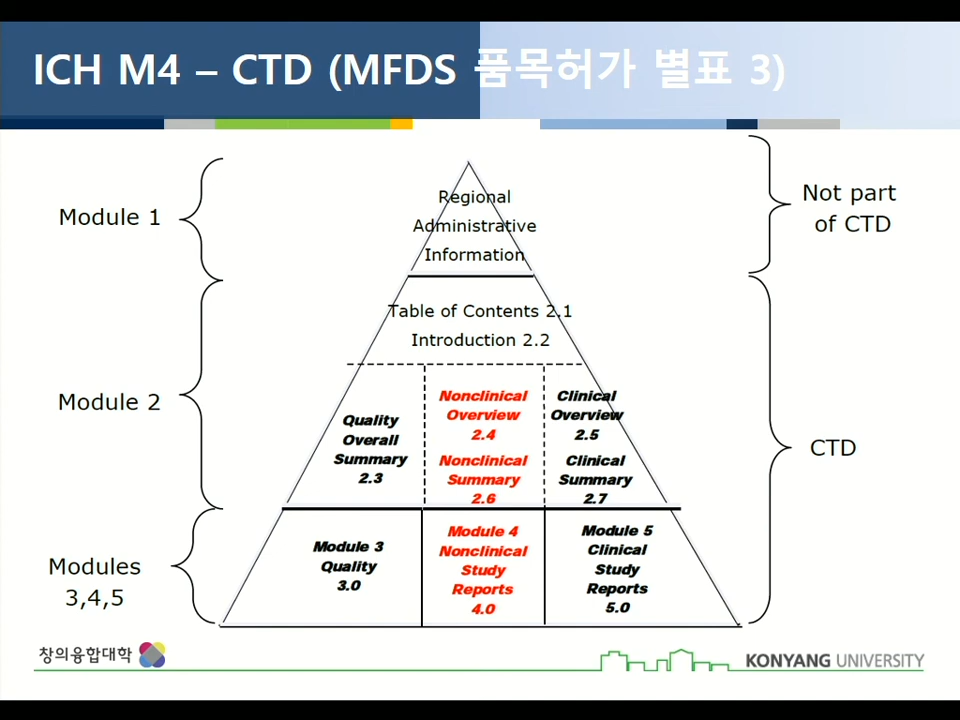 ICH M4 – CTD (MFDS 품목허가 별표 3)
Module 1
Regional
Administrative
Information
Not part
of CTD
Module 2
Table of Contents 2.1
Introduction 2.2
Quality
Overall
Summary
2.3
Nonclinical
Overview
2.4
Nonclinical
Summary
2.6
Clinical
Overview
2.5
Clinical
Summary
2.7
CTD
Modules
3,4,5
Module 3
Quality
3.0
Module 4
Nonclinical
Study
Reports
4.0
Module 5
Clinical
Study
Reports
5.0
창의융합대학
KONYANG UNIVERSITY